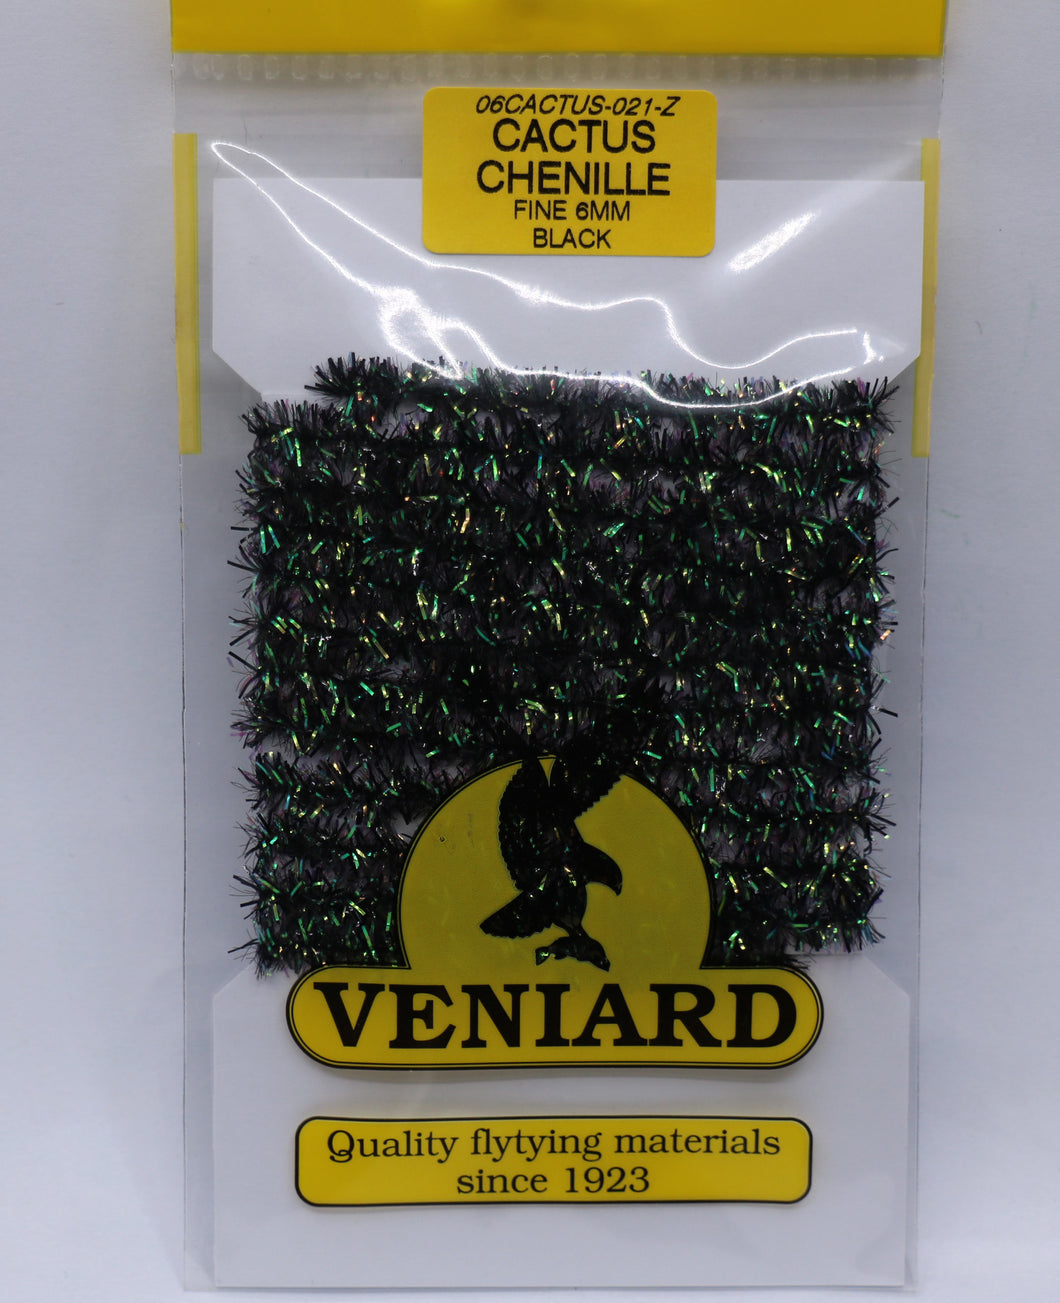 06CACTUS-021-Z
CACTUS
CHENILLE
FINE 6MM
BLACK
VENIARD
Quality flytying materials
since 1923